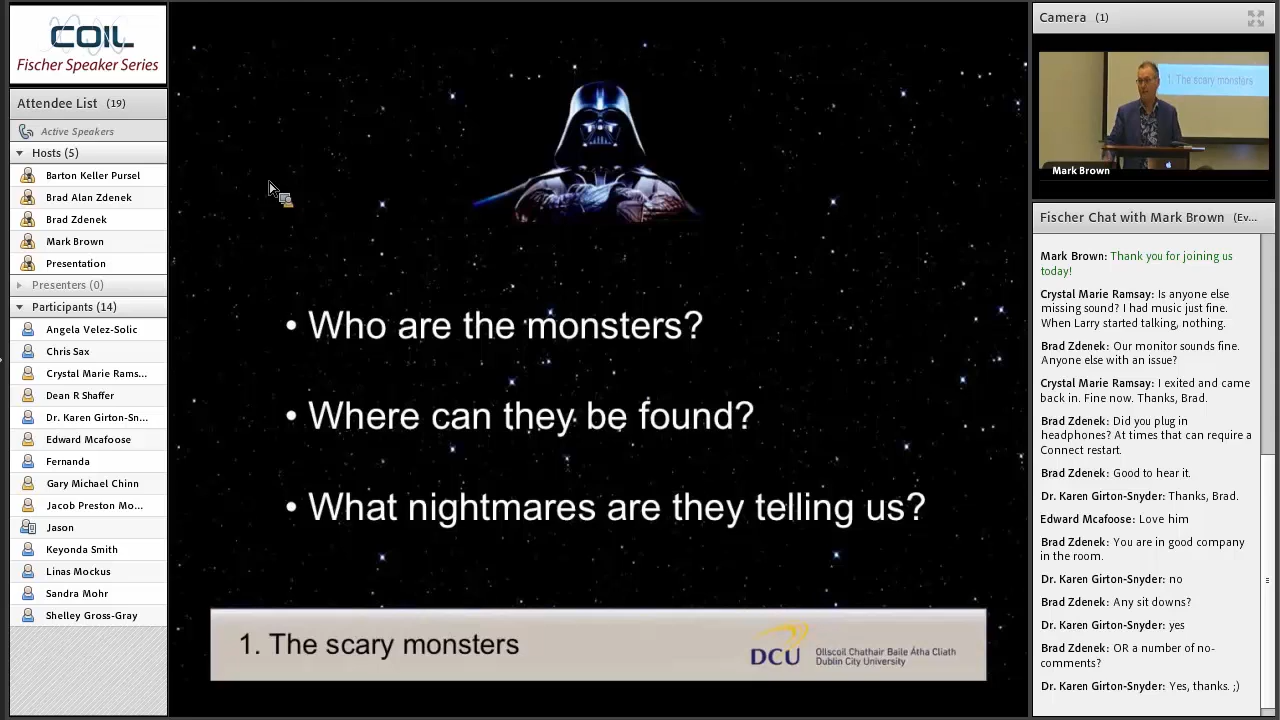 COIL
Fischer Speaker Series
Attendee List (19)
Active Speakers
Hosts (5)
Barton Keller Pursel
Brad Alan Zdenek
Brad Zdenek
Mark Brown
Presentation
Presenters (0)
Participants (14)
Angela Velez-Solic
Chris Sax
Crystal Marie Rams...
Dean R Shaffer
Dr. Karen Girton-Sn...
Edward Mcafoose
Fernanda
Gary Michael Chinn
Jacob Preston Mo...
Jason
Keyonda Smith
Linas Mockus
Sandra Mohr
Shelley Gross-Gray
• Who are the monsters?
• Where can they be found?
• What nightmares are they telling us?
1. The scary monsters
DCU
Ollscoil Chathair Baile Átha Cliath
Dublin City University
Camera (1)
1. The scary monsters
Mark Brown
Fischer Chat with Mark Brown (Ev...
Mark Brown: Thank you for joining us
today!
Crystal Marie Ramsay: Is anyone else
missing sound? I had music just fine.
When Larry started talking, nothing.
Brad Zdenek: Our monitor sounds fine.
Anyone else with an issue?
Crystal Marie Ramsay: I exited and came
back in. Fine now. Thanks, Brad.
Brad Zdenek: Did you plug in
headphones? At times that can require a
Connect restart.
Brad Zdenek: Good to hear it.
Dr. Karen Girton-Snyder: Thanks, Brad.
Edward Mcafoose: Love him
Brad Zdenek: You are in good company
in the room.
Dr. Karen Girton-Snyder: no
Brad Zdenek: Any sit downs?
Dr. Karen Girton-Snyder: yes
Brad Zdenek: OR a number of no-
comments?
Dr. Karen Girton-Snyder: Yes, thanks. ;)